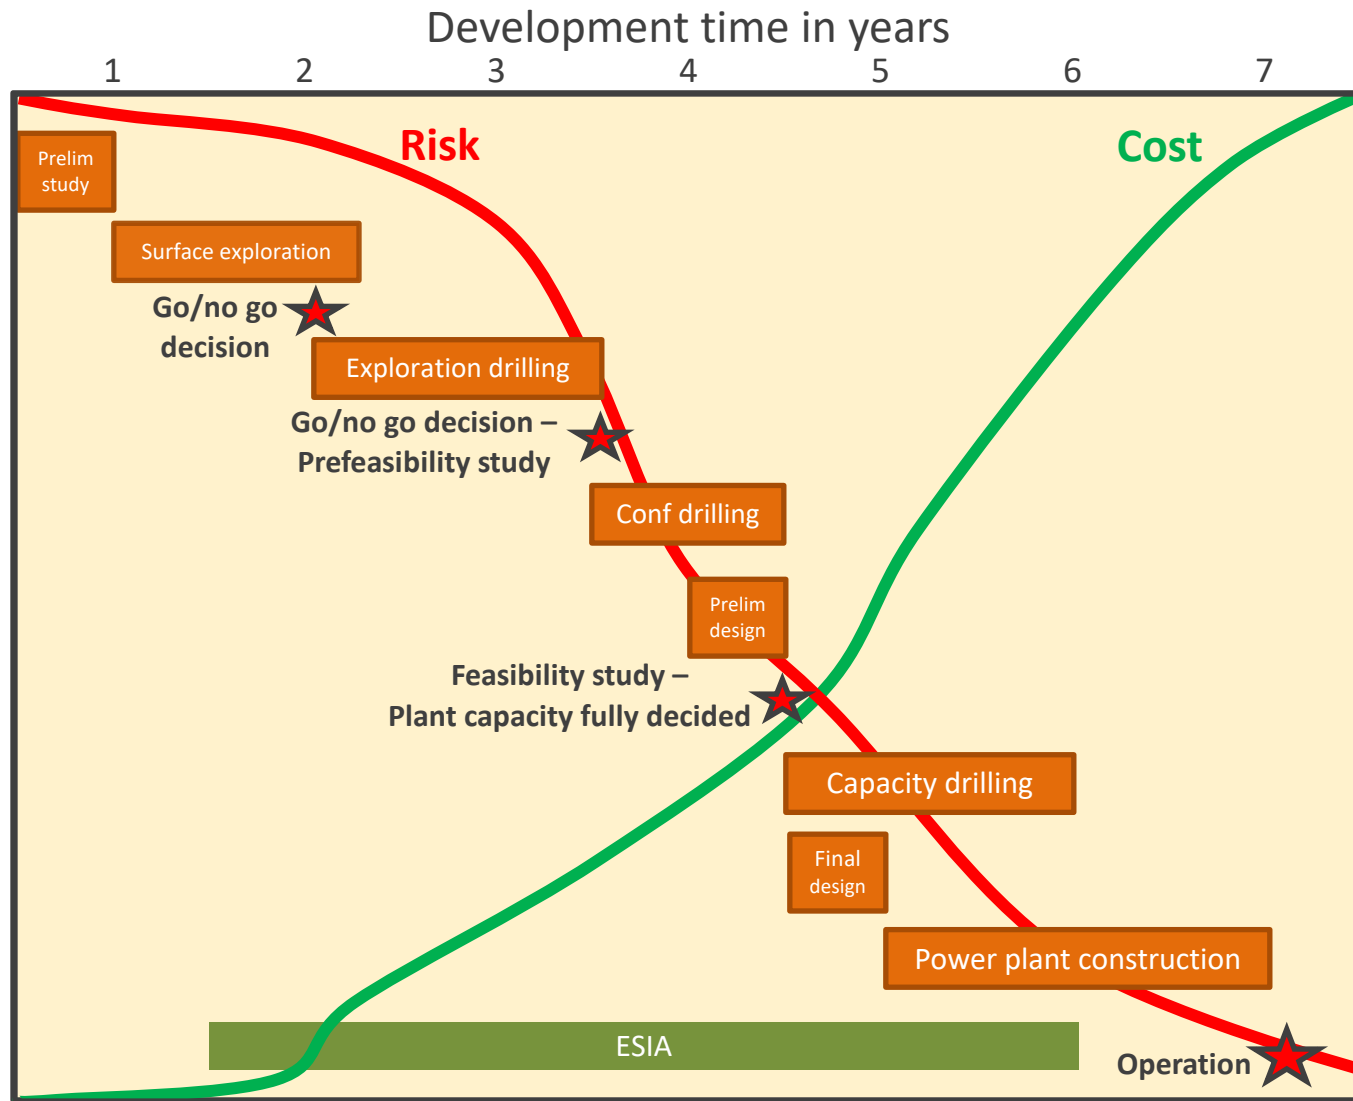 Development time in years
1 2 3 4 5 6 7
Risk
Cost
Prelim
study
Surface exploration
Go/no go
decision
Exploration drilling
Go/no go decision –
Prefeasibility study
Conf drilling
Prelim
design
Feasibility study –
Plant capacity fully decided
Capacity drilling
Final
design
Power plant construction
ESIA
Operation